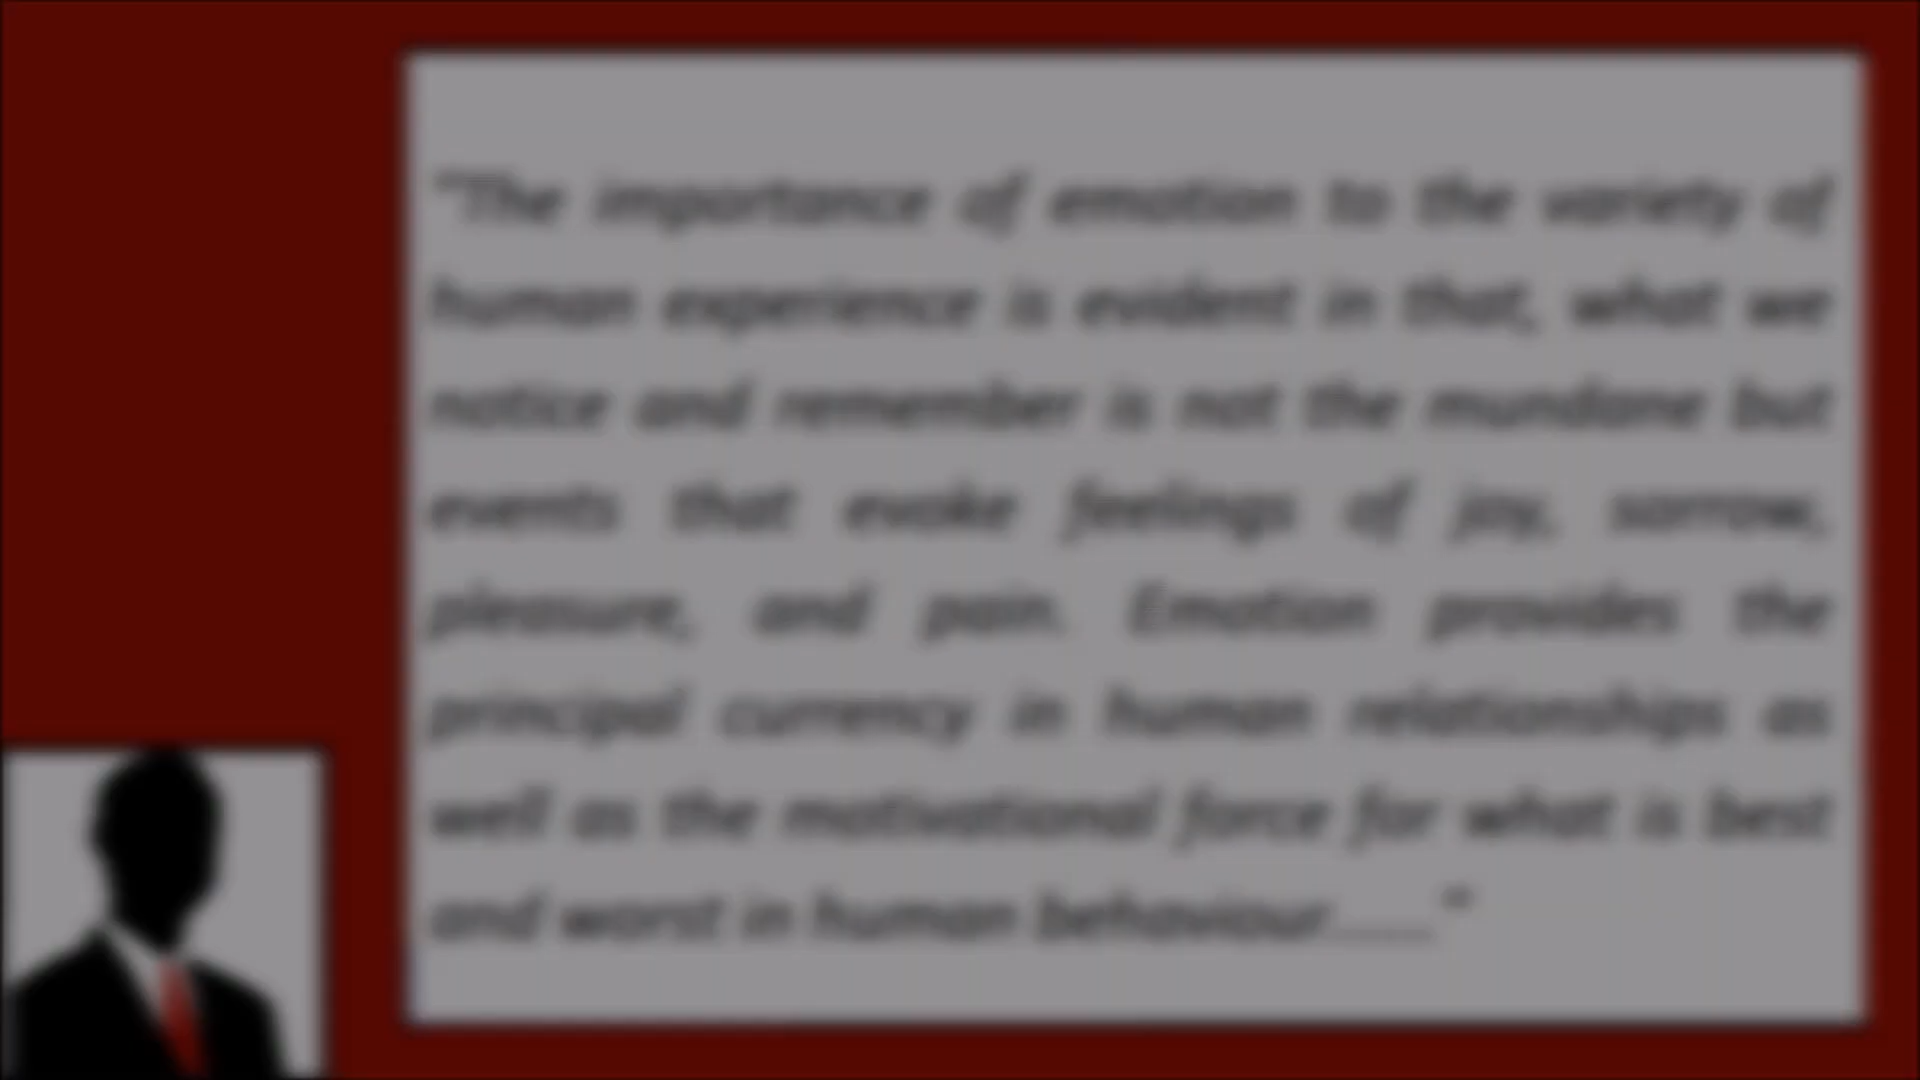 "The importance of emotion to the variety of
human experience is evident in that, what we
notice and remember is not the mundane but
events that evoke feelings of joy, sorrow,
pleasure, and pain. Emotion provides the
principal currency in human relationships as
well as the motivational force for what is best
and worst in human behaviour......"